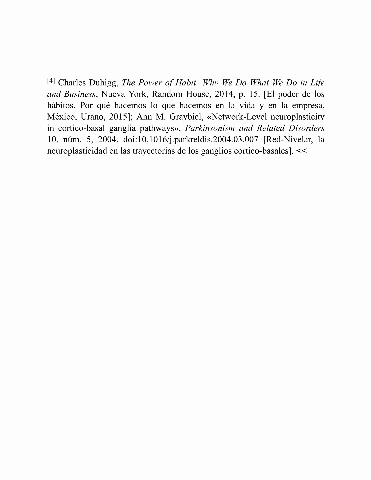 [4] Charles Duhigg, The Power of Habit. Why We Do What We Do in Life
and Business, Nueva York, Random House, 2014, p. 15. [El poder de los
hábitos. Por qué hacemos lo que hacemos en la vida y en la empresa,
México, Urano, 2015]; Ann M. Graybiel, «Network-Level neuroplasticity
in cortico-basal ganglia pathways», Parkinsonism and Related Disorders
10, núm. 5, 2004, doi:10.1016/j.parkreldis.2004.03.007 [Red-Nivelar, la
neuroplasticidad en las trayectorias de los ganglios cortico-basales]. <<